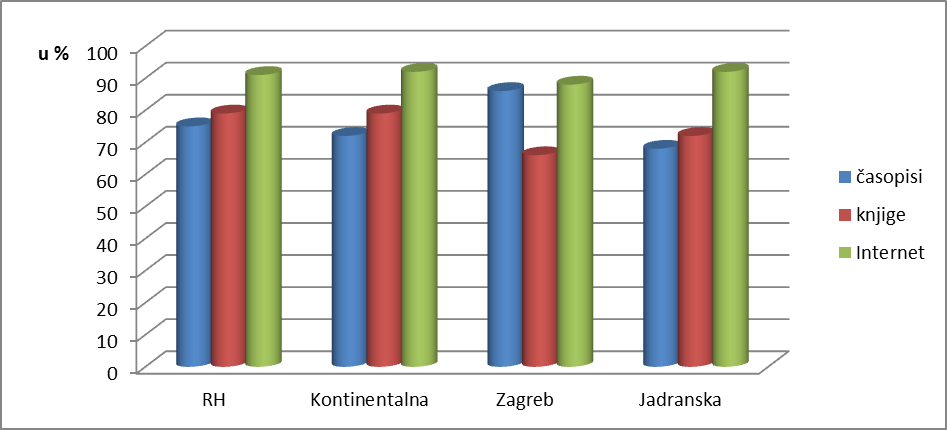 u %
100
90
80
70
60
50
40
30
20
10
0
RH Kontinentalna Zagreb Jadranska
časopisi
knjige
Internet